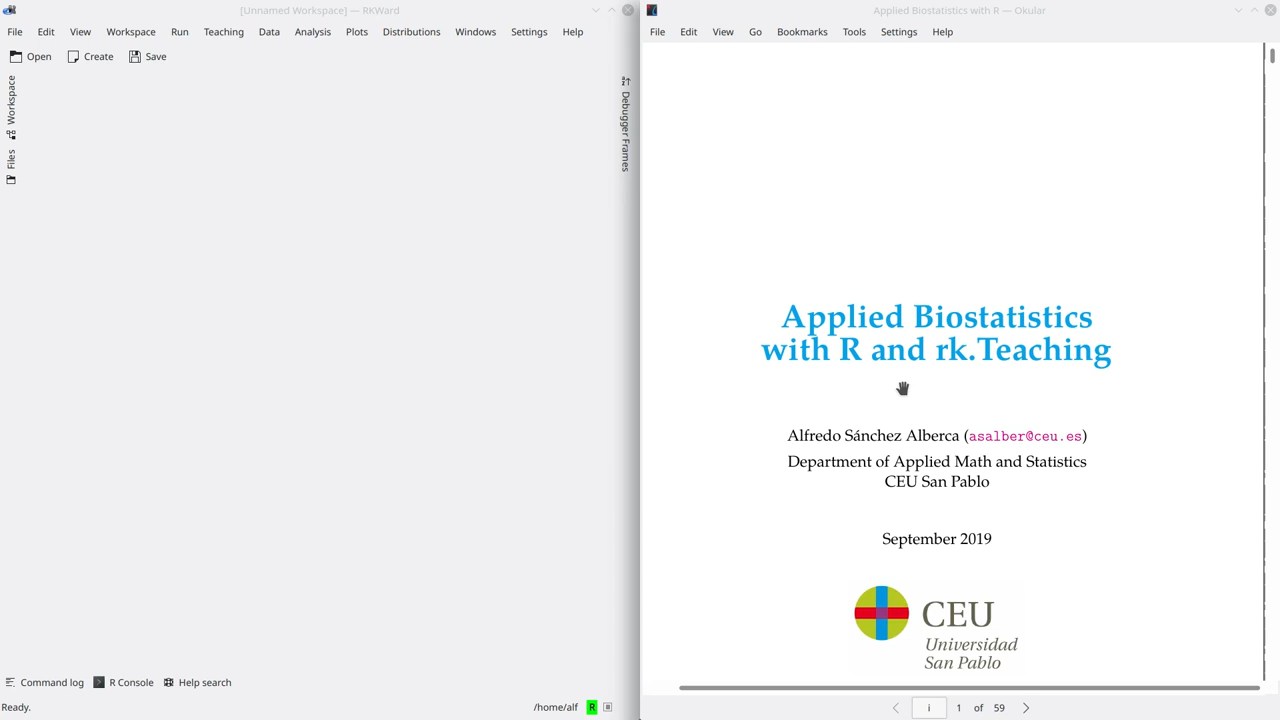 [Unnamed Workspace] — RKWard
File Edit View Workspace Run Teaching Data Analysis Plots Distributions Windows Settings Help
Open Create Save
Workspace
Files
Debugger Frames
Command log R Console Help search
Ready. /home/alf R
Applied Biostatistics with R — Okular
File Edit View Go Bookmarks Tools Settings Help
Applied Biostatistics
with R and rk.Teaching
Alfredo Sánchez Alberca (asalber@ceu.es)
Department of Applied Math and Statistics
CEU San Pablo
September 2019
CEU
Universidad
San Pablo
i 1 of 59